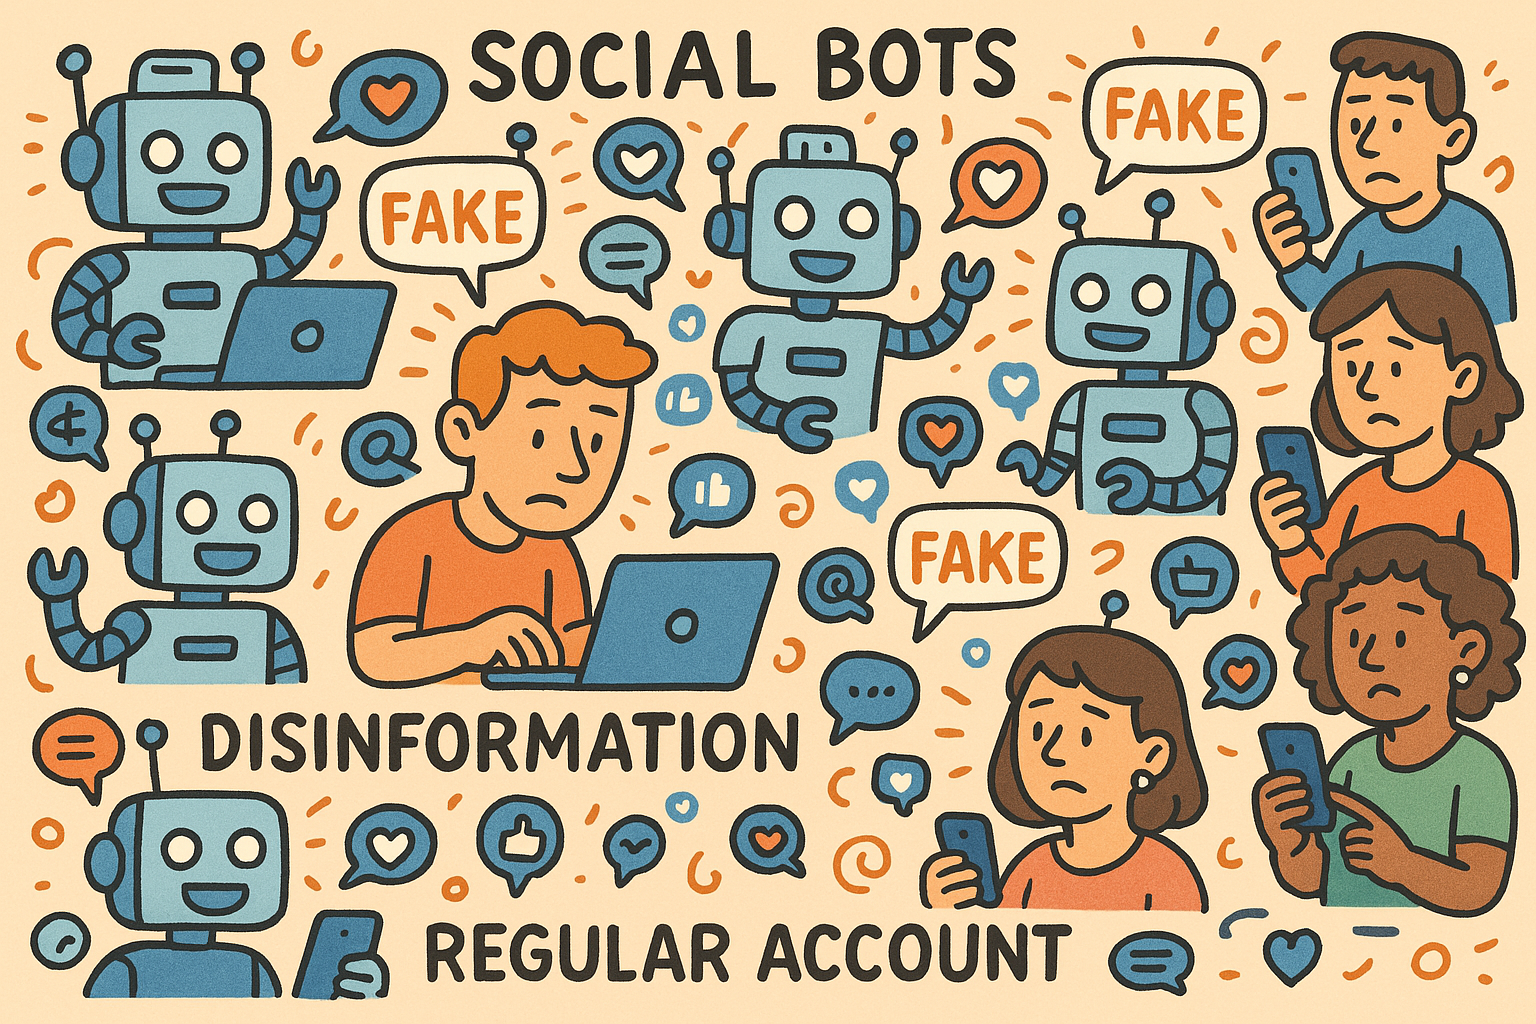 SOCIAL BOTS
FAKE
FAKE
FAKE
DISINFORMATION
REGULAR ACCOUNT